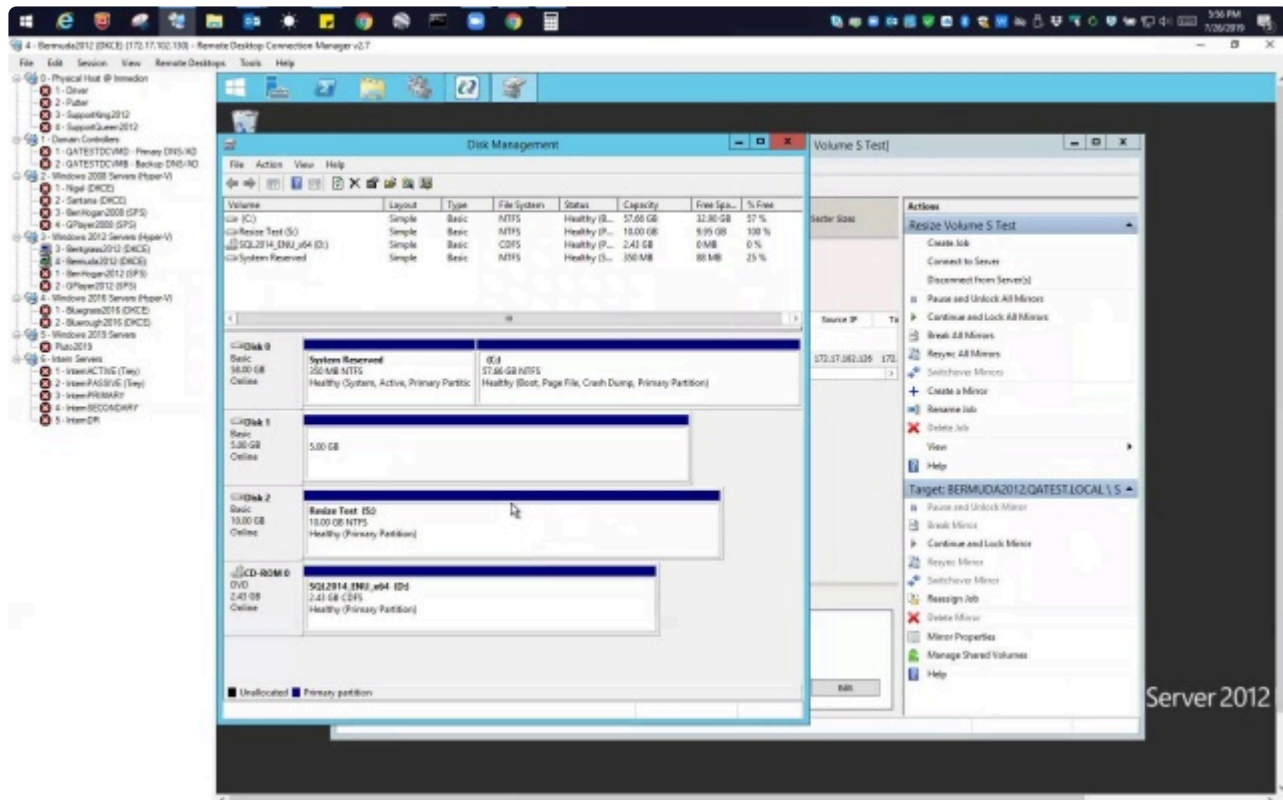 5:56 PM
7/26/2019
4 - Bermuda2012 (DKCE) (172.17.102.130) - Remote Desktop Connection Manager v2.7
File Edit Session View Remote Desktops Tools Help
0 - Physical Host @ Immedion
1 - Driver
2 - Putter
3 - SupportKing2012
4 - SupportQueen2012
1 - Domain Controllers
1 - QATESTDCVMD - Primary DNS/AD
2 - QATESTDCVMB - Backup DNS/AD
2 - Windows 2008 Servers (Hyper-V)
1 - Nigel (DKCE)
2 - Santana (DKCE)
3 - BenHogan2008 (SPS)
4 - GPlayer2008 (SPS)
3 - Windows 2012 Servers (Hyper-V)
3 - Bentgrass2012 (DKCE)
4 - Bermuda2012 (DKCE)
1 - BenHogan2012 (SPS)
2 - GPlayer2012 (SPS)
4 - Windows 2016 Servers (Hyper-V)
1 - Bluegrass2016 (DKCE)
2 - Bluerough2016 (DKCE)
5 - Windows 2019 Servers
Pluto2019
6 - Intern Servers
1 - InternACTIVE (Trey)
2 - InternPASSIVE (Trey)
3 - InternPRIMARY
4 - InternSECONDARY
5 - InternDR
Disk Management
File Action View Help
Volume Layout Type File System Status Capacity Free Spa... % Free
(C:) Simple Basic NTFS Healthy (B... 57.66 GB 32.90 GB 57 %
Resize Test (S:) Simple Basic NTFS Healthy (P... 10.00 GB 9.95 GB 100 %
SQL2014_ENU_x64 (D:) Simple Basic CDFS Healthy (P... 2.43 GB 0 MB 0 %
System Reserved Simple Basic NTFS Healthy (S... 350 MB 88 MB 25 %
Disk 0
Basic
58.00 GB
Online
System Reserved
350 MB NTFS
Healthy (System, Active, Primary Partitic
(C:)
57.66 GB NTFS
Healthy (Boot, Page File, Crash Dump, Primary Partition)
Disk 1
Basic
5.00 GB
Online
5.00 GB
Disk 2
Basic
10.00 GB
Online
Resize Test (S:)
10.00 GB NTFS
Healthy (Primary Partition)
CD-ROM 0
DVD
2.43 GB
Online
SQL2014_ENU_x64 (D:)
2.43 GB CDFS
Healthy (Primary Partition)
Unallocated Primary partition
Volume S Test]
Sector Sizes
Source IP Ta
172.17.102.126 172.
Edit
Actions
Resize Volume S Test
Create Job
Connect to Server
Disconnect from Server(s)
Pause and Unlock All Mirrors
Continue and Lock All Mirrors
Break All Mirrors
Resync All Mirrors
Switchover Mirrors
Create a Mirror
Rename Job
Delete Job
View
Help
Target: BERMUDA2012.QATEST.LOCAL \ S
Pause and Unlock Mirror
Break Mirror
Continue and Lock Mirror
Resync Mirror
Switchover Mirror
Reassign Job
Delete Mirror
Mirror Properties
Manage Shared Volumes
Help
Server 2012